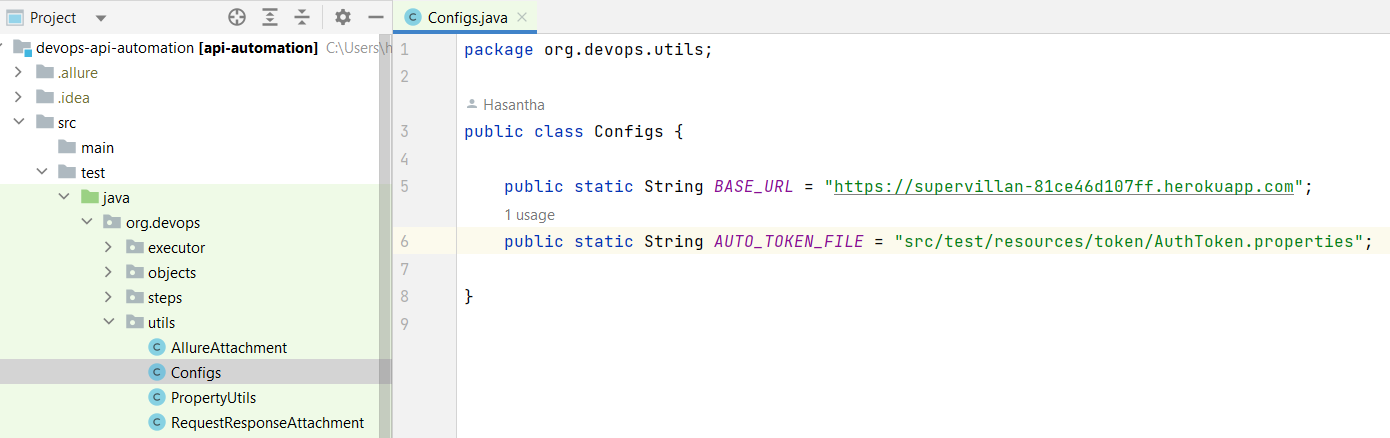 Project
devops-api-automation [api-automation] C:\Users\h
.allure
.idea
src
main
test
java
org.devops
executor
objects
steps
utils
AllureAttachment
Configs
PropertyUtils
RequestResponseAttachment
Configs.java
1 package org.devops.utils;
2
Hasantha
3 public class Configs {
4
5 public static String BASE_URL = "https://supervillan-81ce46d107ff.herokuapp.com";
1 usage
6 public static String AUTO_TOKEN_FILE = "src/test/resources/token/AuthToken.properties";
7
8 }
9